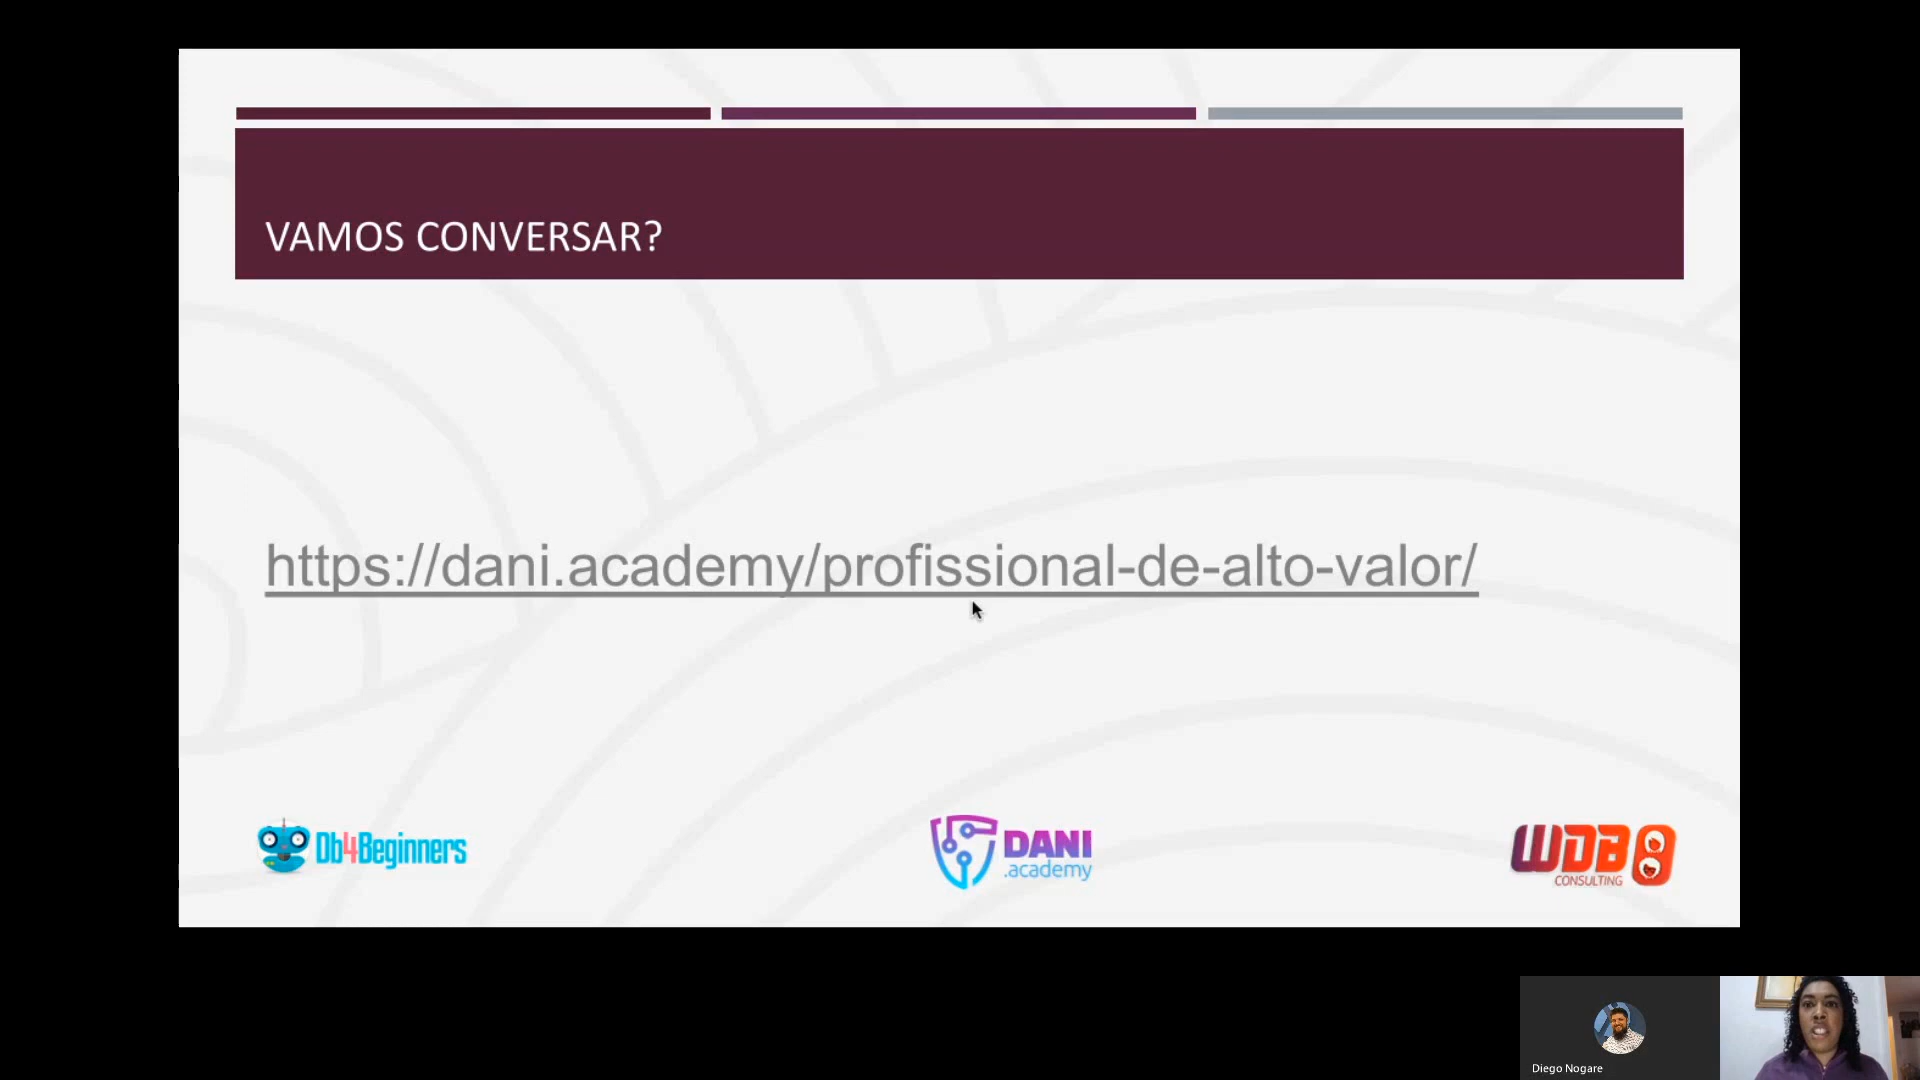 VAMOS CONVERSAR?
https://dani.academy/profissional-de-alto-valor/
Db4Beginners
DANI
.academy
WDB
CONSULTING
Diego Nogare